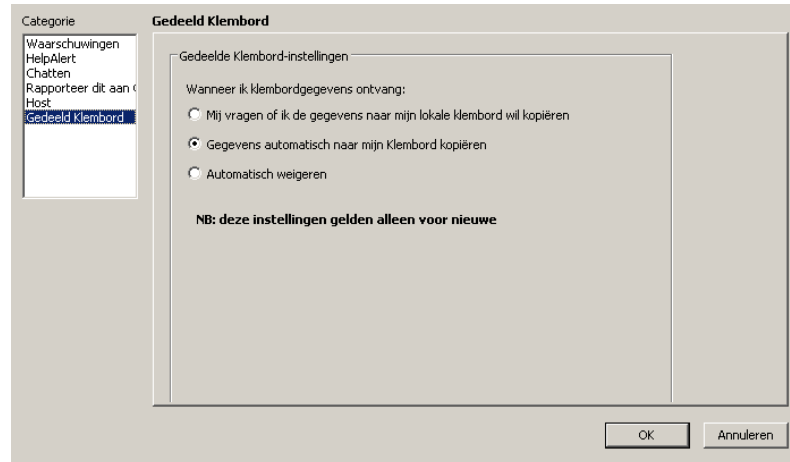 Categorie
Waarschuwingen
HelpAlert
Chatten
Rapporteer dit aan
Host
Gedeeld Klembord
Gedeeld Klembord
Gedeelde Klembord-instellingen
Wanneer ik klembordgegevens ontvang:
Mij vragen of ik de gegevens naar mijn lokale klembord wil kopiëren
Gegevens automatisch naar mijn Klembord kopiëren
Automatisch weigeren
NB: deze instellingen gelden alleen voor nieuwe
OK
Annuleren